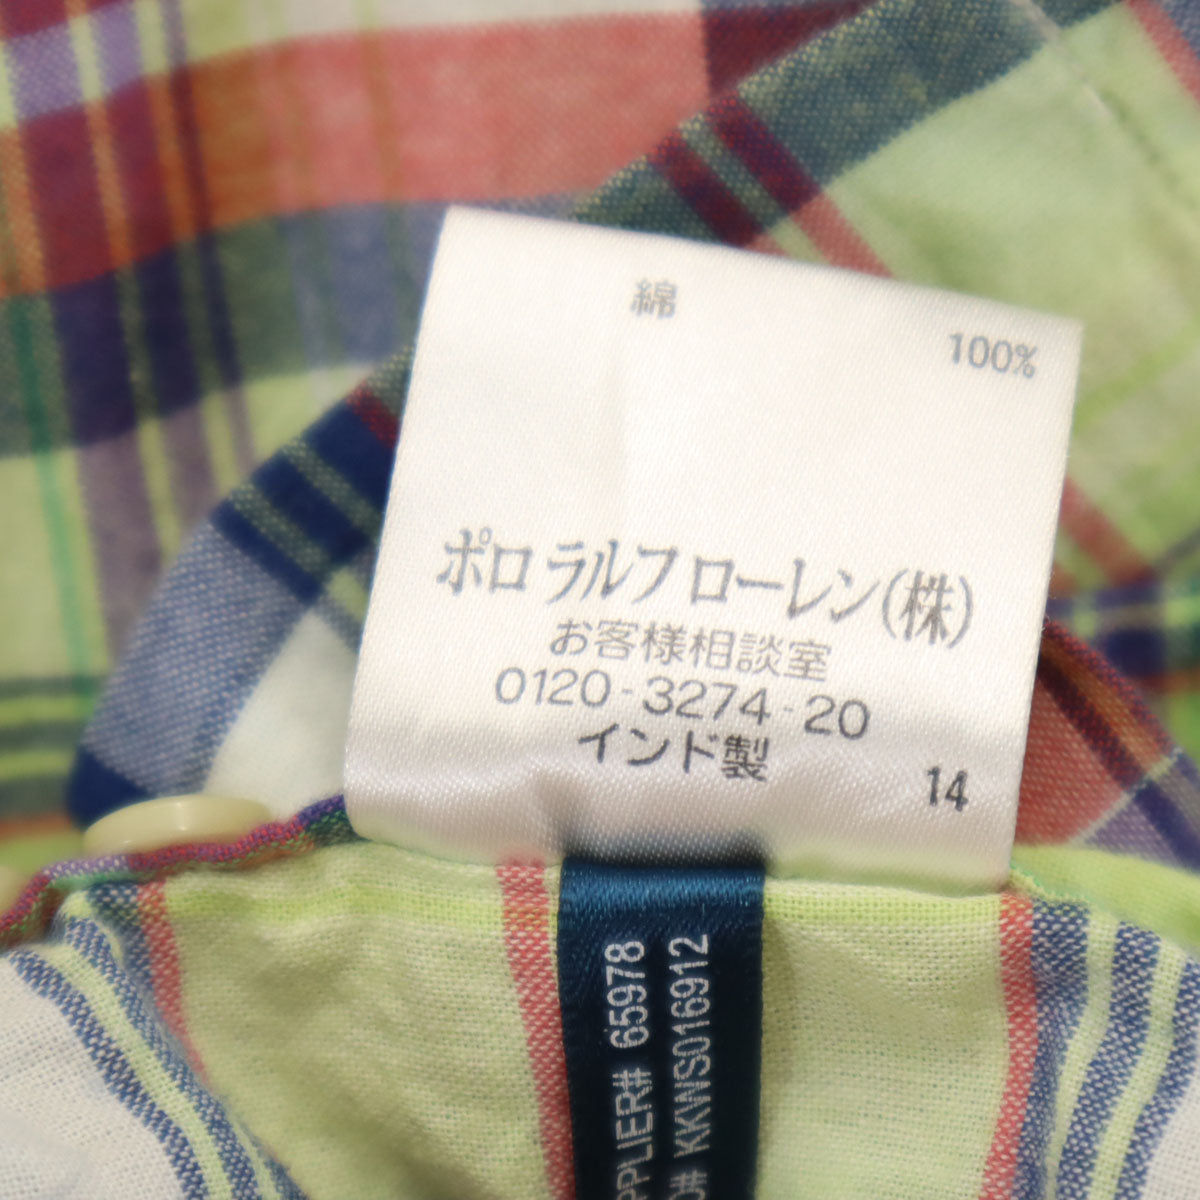 綿 100%
ポロ ラルフ ローレン(株)
お客様相談室
0120-3274-20
インド製
14
65978
KKWS016912